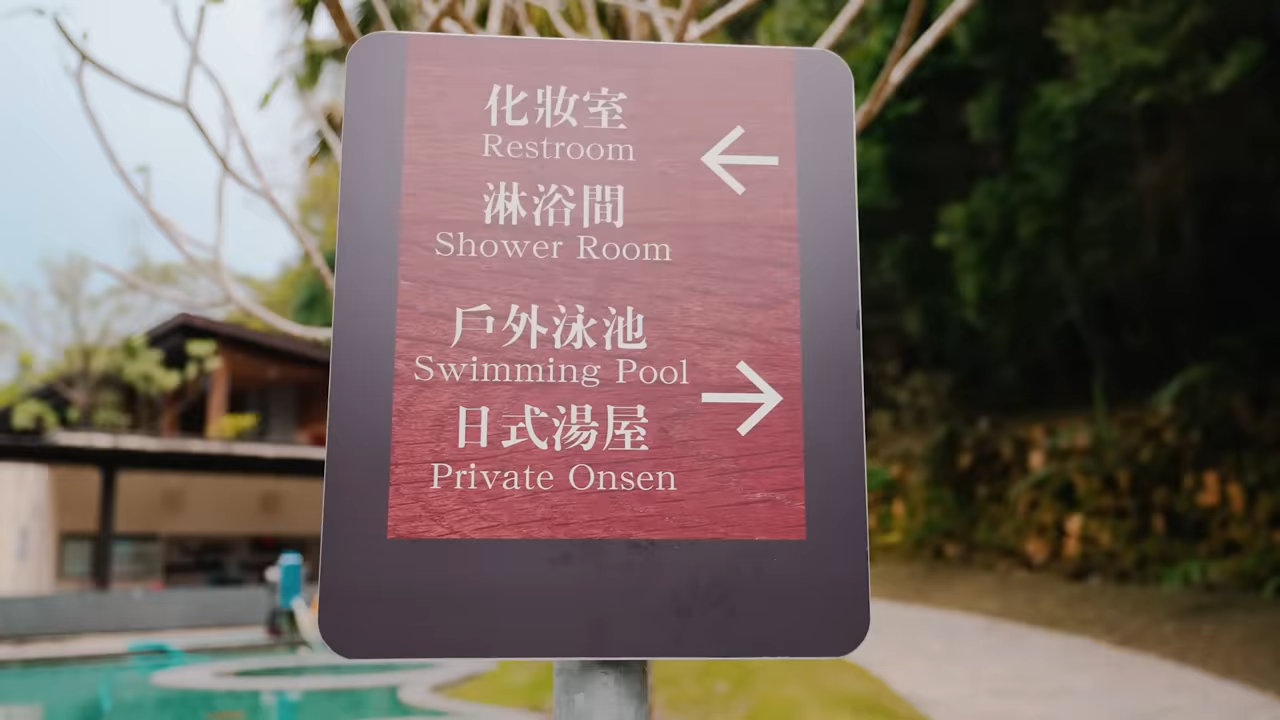 化妝室
Restroom
淋浴間
Shower Room
戶外泳池
Swimming Pool
日式湯屋
Private Onsen